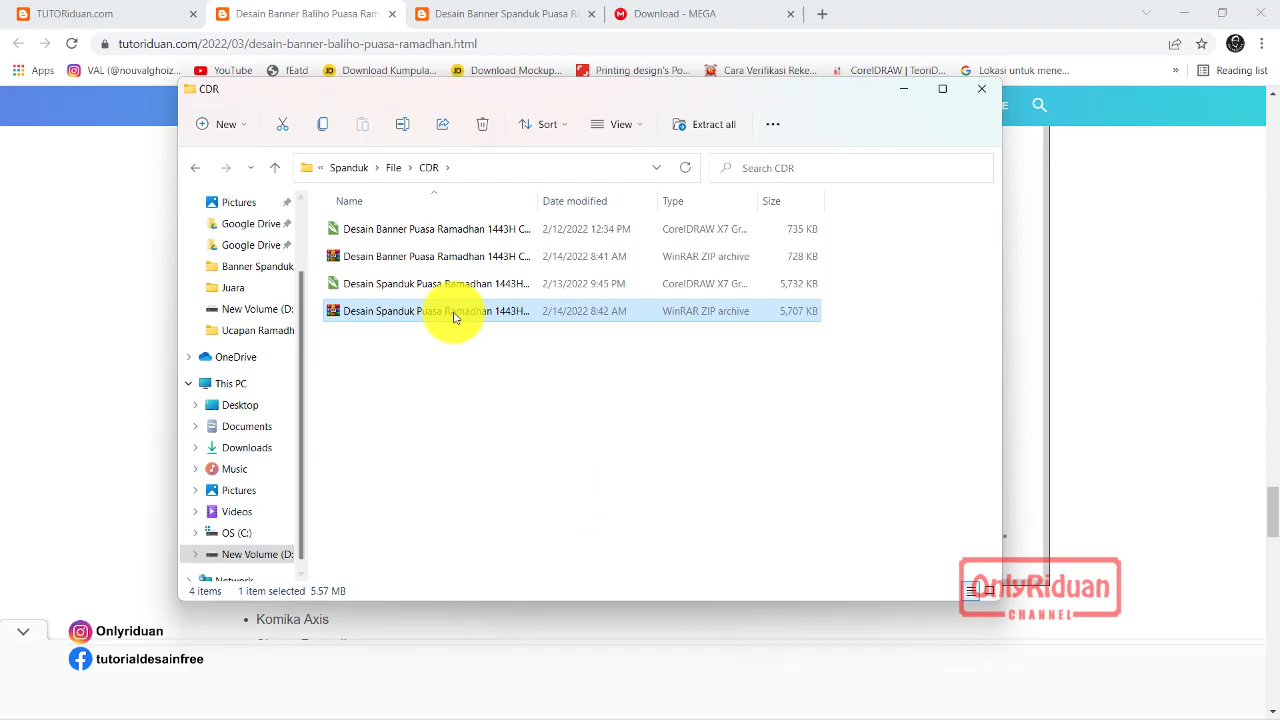 TUTORiduan.com
Desain Banner Baliho Puasa Ram
Desain Banner Spanduk Puasa R
Download - MEGA
tutoriduan.com/2022/03/desain-banner-baliho-puasa-ramadhan.html
Apps
VAL (@nouvalghoiz...
YouTube
(Eatd
Download Kumpula...
Download Mockup...
Printing design's Po...
Cara Verifikasi Reke...
CorelDRAW | TeoriD...
Lokasi untuk mene...
»
Reading list
CDR
E
New
Sort
View
Extract all
Spanduk
File
CDR
Search CDR
Name
Date modified
Type
Size
Desain Banner Puasa Ramadhan 1443H C...
2/12/2022 12:34 PM
CorelDRAW X7 Gr...
735 KB
Desain Banner Puasa Ramadhan 1443H C...
2/14/2022 8:41 AM
WinRAR ZIP archive
728 KB
Desain Spanduk Puasa Ramadhan 1443H...
2/13/2022 9:45 PM
CorelDRAW X7 Gr...
5,732 KB
Desain Spanduk Puasa Ramadhan 1443H...
2/14/2022 8:42 AM
WinRAR ZIP archive
5,707 KB
Pictures
Google Drive
Google Drive
Banner Spanduk
Juara
New Volume (D:
Ucapan Ramadh
OneDrive
This PC
Desktop
Documents
Downloads
Music
Pictures
Videos
OS (C:)
New Volume (D:
Network
4 items
1 item selected 5.57 MB
OnlyRiduan
CHANNEL
Komika Axis
Onlyriduan
tutorialdesainfree